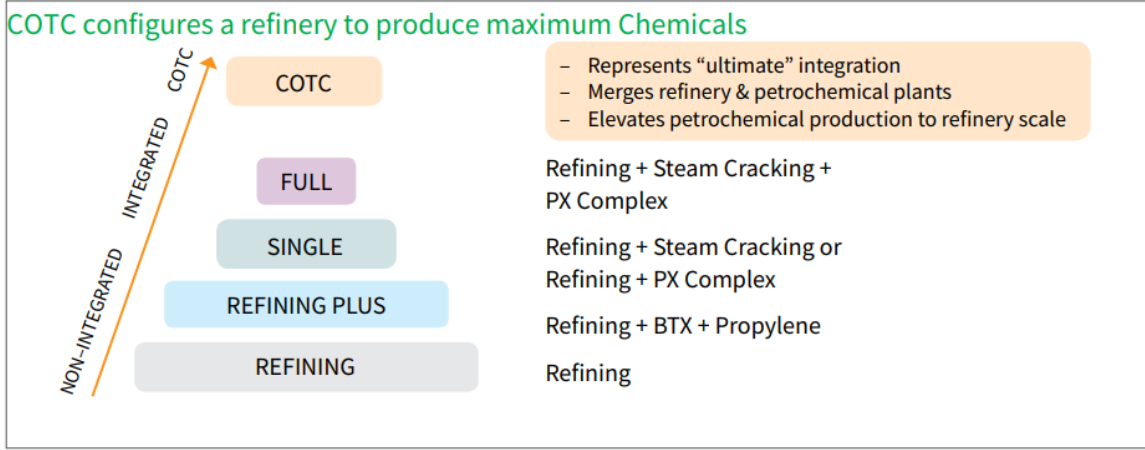 COTC configures a refinery to produce maximum Chemicals
COTC
INTEGRATED
NON–INTEGRATED
COTC
– Represents “ultimate” integration
– Merges refinery & petrochemical plants
– Elevates petrochemical production to refinery scale
FULL
Refining + Steam Cracking +
PX Complex
SINGLE
Refining + Steam Cracking or
Refining + PX Complex
REFINING PLUS
Refining + BTX + Propylene
REFINING
Refining